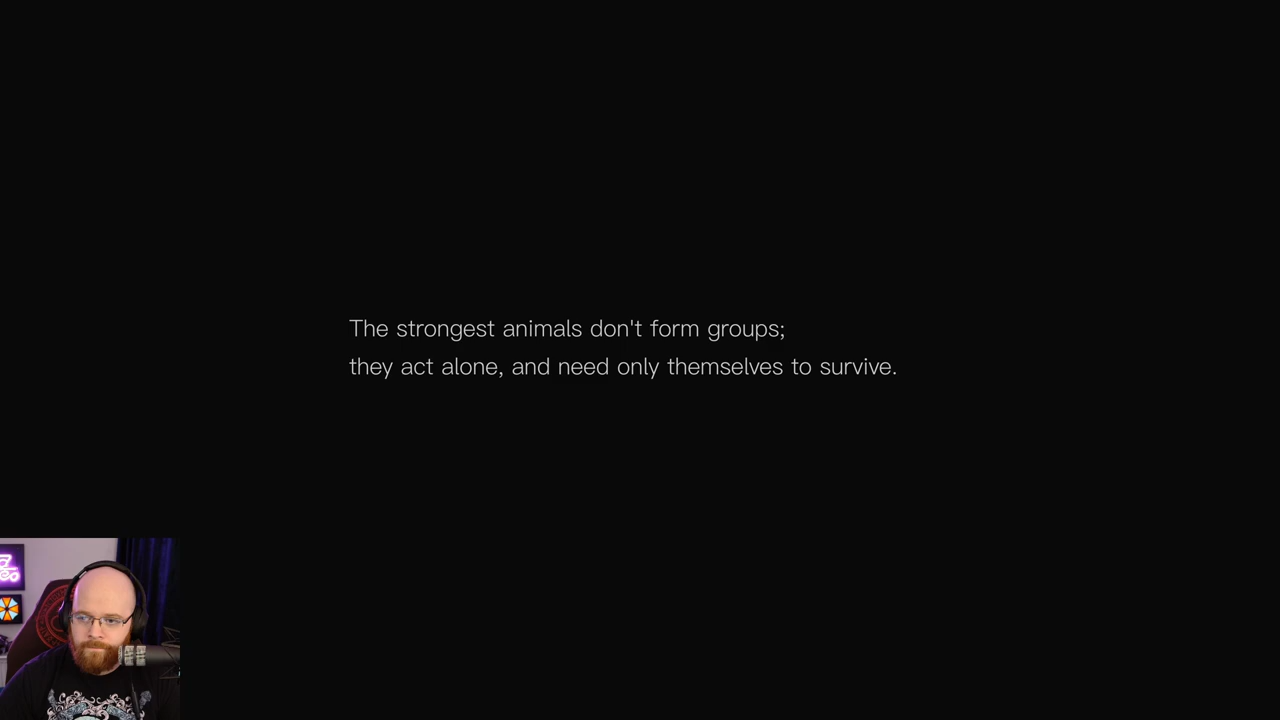 The strongest animals don't form groups;
they act alone, and need only themselves to survive.